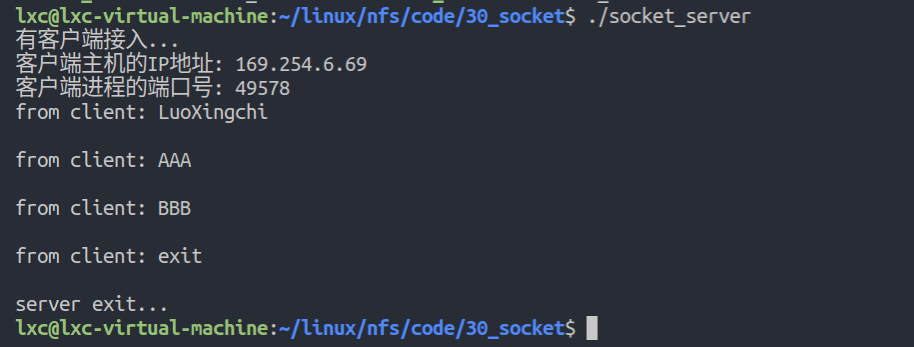 lxc@lxc-virtual-machine:~/linux/nfs/code/30_socket$ ./socket_server
有客户端接入...
客户端主机的IP地址: 169.254.6.69
客户端进程的端口号: 49578
from client: LuoXingchi
from client: AAA
from client: BBB
from client: exit
server exit...
lxc@lxc-virtual-machine:~/linux/nfs/code/30_socket$